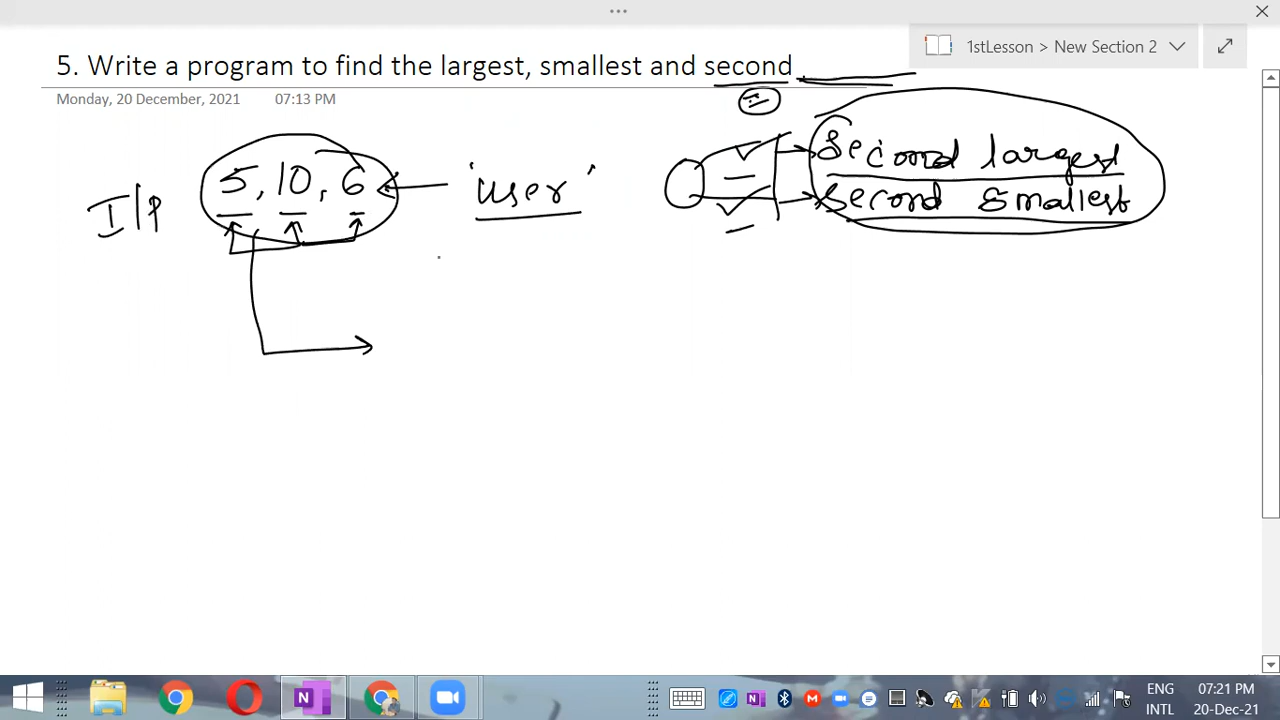 1stLesson > New Section 2
5. Write a program to find the largest, smallest and second
Monday, 20 December, 2021 07:13 PM
I/P 5, 10, 6 'user'
Second largest
Second Smallest
ENG 07:21 PM
INTL 20-Dec-21